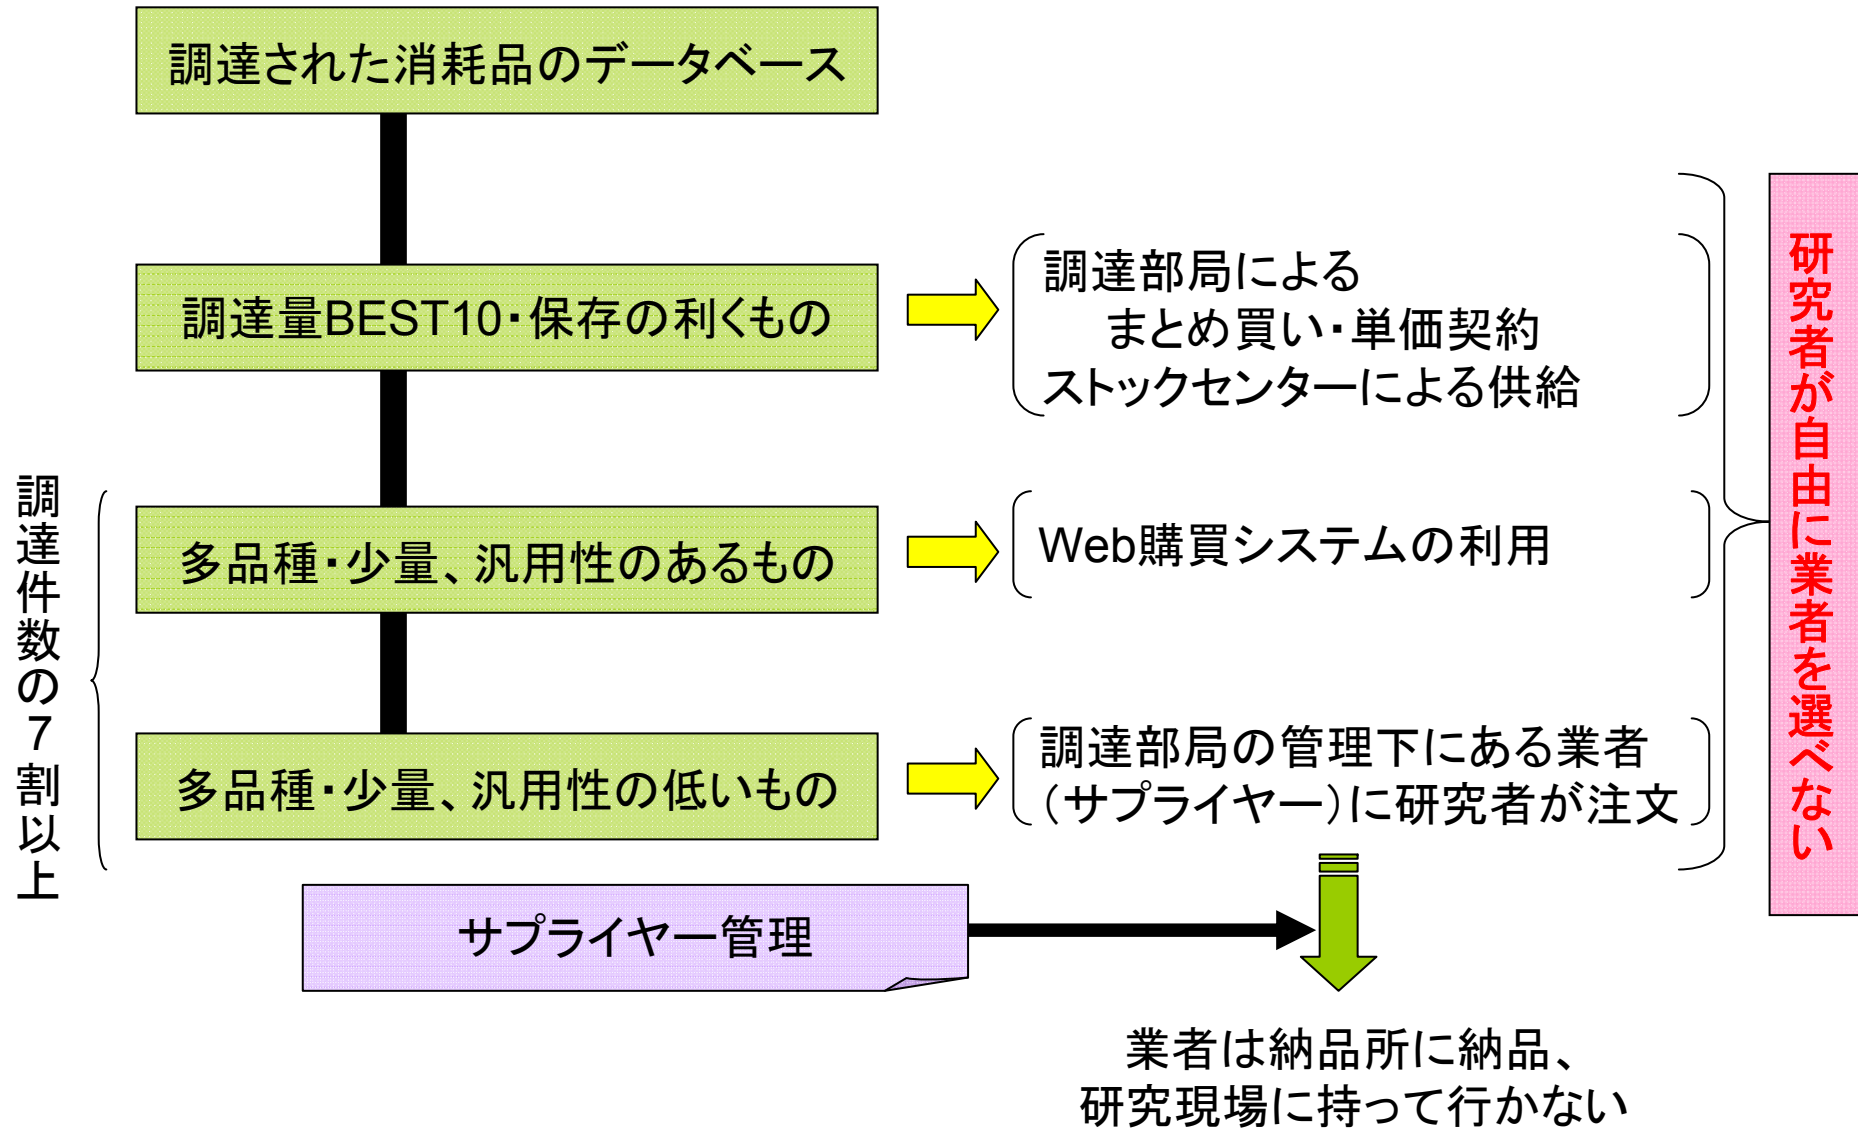 調達された消耗品のデータベース
調達量BEST10・保存の利くもの
調達部局による
まとめ買い・単価契約
ストックセンターによる供給
調達件数の7割以上
多品種・少量、汎用性のあるもの
Web購買システムの利用
多品種・少量、汎用性の低いもの
調達部局の管理下にある業者
(サプライヤー)に研究者が注文
研究者が自由に業者を選べない
サプライヤー管理
業者は納品所に納品、
研究現場に持って行かない